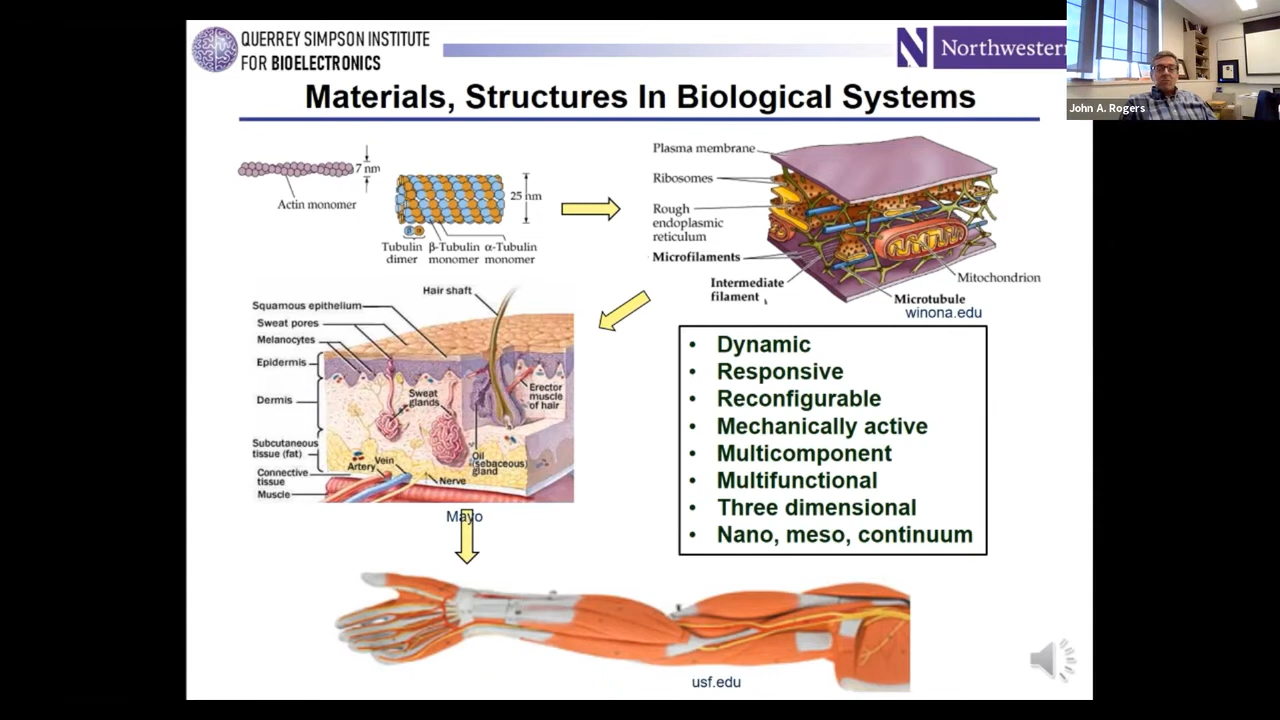 QUERREY SIMPSON INSTITUTE
FOR BIOELECTRONICS
N Northwestern
John A. Rogers
Materials, Structures In Biological Systems
7 nm
Actin monomer
25 nm
Tubulin dimer
β-Tubulin monomer
α-Tubulin monomer
Plasma membrane
Ribosomes
Rough
endoplasmic
reticulum
Microfilaments
Intermediate
filament
Mitochondrion
Microtubule
winona.edu
Hair shaft
Squamous epithelium
Sweat pores
Melanocytes
Epidermis
Dermis
Subcutaneous
tissue (fat)
Connective
tissue
Muscle
Sweat
glands
Erector
muscle
of hair
Oil
(sebaceous)
gland
Artery
Vein
Nerve
Mayo
• Dynamic
• Responsive
• Reconfigurable
• Mechanically active
• Multicomponent
• Multifunctional
• Three dimensional
• Nano, meso, continuum
usf.edu